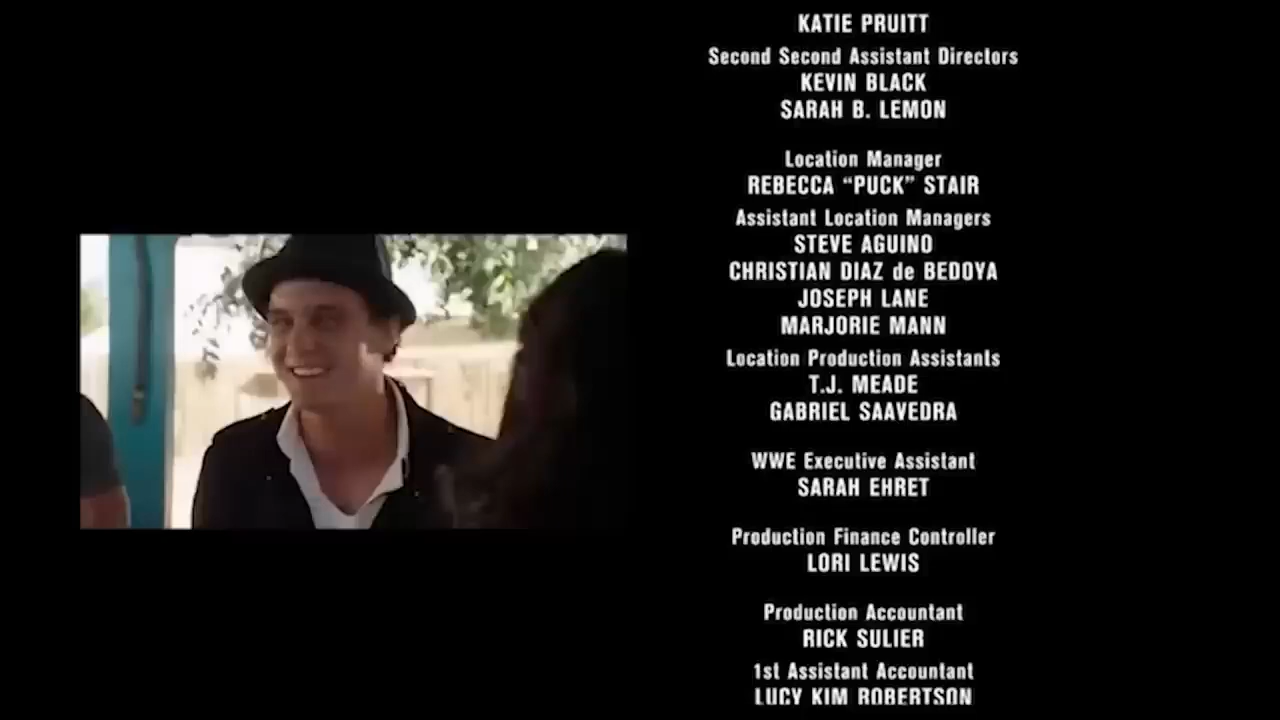 KATIE PRUITT
Second Second Assistant Directors
KEVIN BLACK
SARAH B. LEMON
Location Manager
REBECCA “PUCK” STAIR
Assistant Location Managers
STEVE AGUINO
CHRISTIAN DIAZ de BEDOYA
JOSEPH LANE
MARJORIE MANN
Location Production Assistants
T.J. MEADE
GABRIEL SAAVEDRA
WWE Executive Assistant
SARAH EHRET
Production Finance Controller
LORI LEWIS
Production Accountant
RICK SULIER
1st Assistant Accountant
LUCY KIM ROBERTSON